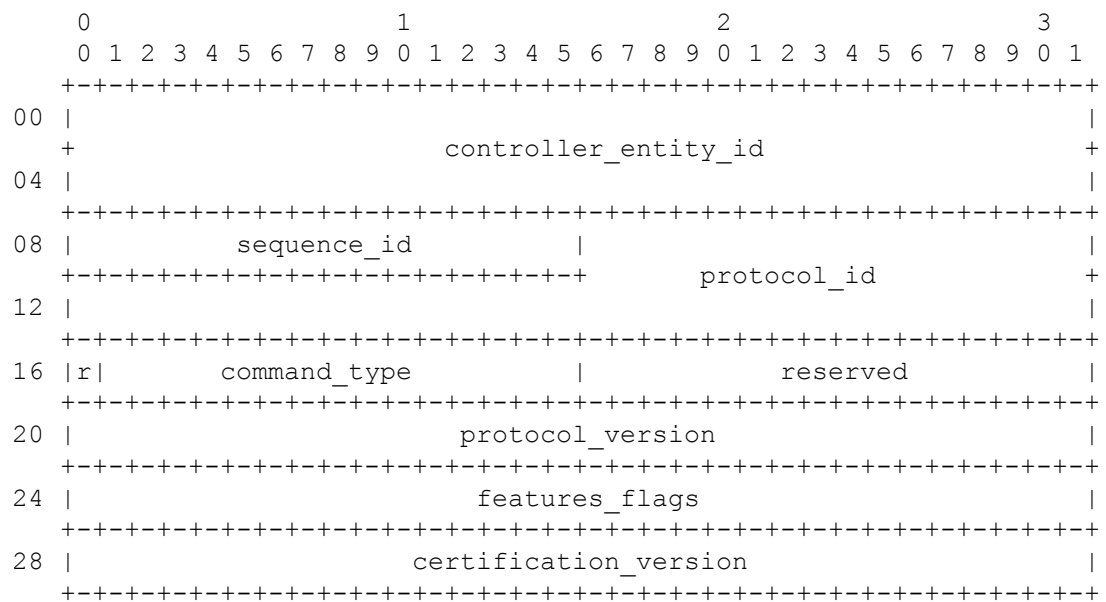 0                   1                   2                   3
     0 1 2 3 4 5 6 7 8 9 0 1 2 3 4 5 6 7 8 9 0 1 2 3 4 5 6 7 8 9 0 1
    +-+-+-+-+-+-+-+-+-+-+-+-+-+-+-+-+-+-+-+-+-+-+-+-+-+-+-+-+-+-+-+-+
00  |                                                               |
    +                       controller_entity_id                    +
04  |                                                               |
    +-+-+-+-+-+-+-+-+-+-+-+-+-+-+-+-+-+-+-+-+-+-+-+-+-+-+-+-+-+-+-+-+
08  |          sequence_id          |                               |
    +-+-+-+-+-+-+-+-+-+-+-+-+-+-+-+-+       protocol_id             +
12  |                                                               |
    +-+-+-+-+-+-+-+-+-+-+-+-+-+-+-+-+-+-+-+-+-+-+-+-+-+-+-+-+-+-+-+-+
16  |r|       command_type          |            reserved           |
    +-+-+-+-+-+-+-+-+-+-+-+-+-+-+-+-+-+-+-+-+-+-+-+-+-+-+-+-+-+-+-+-+
20  |                        protocol_version                       |
    +-+-+-+-+-+-+-+-+-+-+-+-+-+-+-+-+-+-+-+-+-+-+-+-+-+-+-+-+-+-+-+-+
24  |                         features_flags                        |
    +-+-+-+-+-+-+-+-+-+-+-+-+-+-+-+-+-+-+-+-+-+-+-+-+-+-+-+-+-+-+-+-+
28  |                     certification_version                     |
    +-+-+-+-+-+-+-+-+-+-+-+-+-+-+-+-+-+-+-+-+-+-+-+-+-+-+-+-+-+-+-+-+